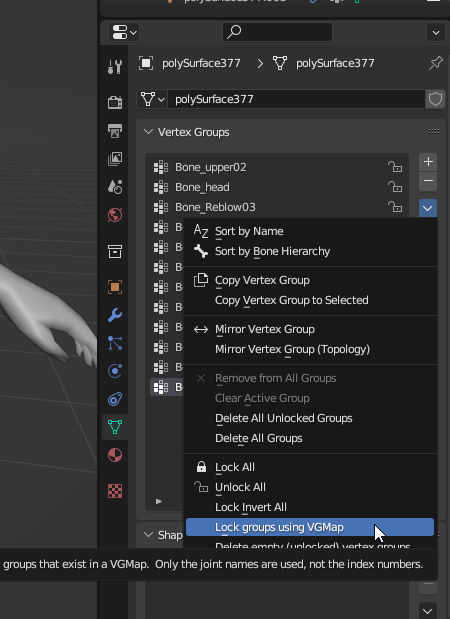 polySurface377
polySurface377
polySurface377
Vertex Groups
Bone_upper02
Bone_head
Bone_Reblow03
Sort by Name
Sort by Bone Hierarchy
Copy Vertex Group
Copy Vertex Group to Selected
Mirror Vertex Group
Mirror Vertex Group (Topology)
Remove from All Groups
Clear Active Group
Delete All Unlocked Groups
Delete All Groups
Lock All
Unlock All
Lock Invert All
Lock groups using VGMap
Shap
Delete empty (unlocked) vertex groups
groups that exist in a VGMap. Only the joint names are used, not the index numbers.